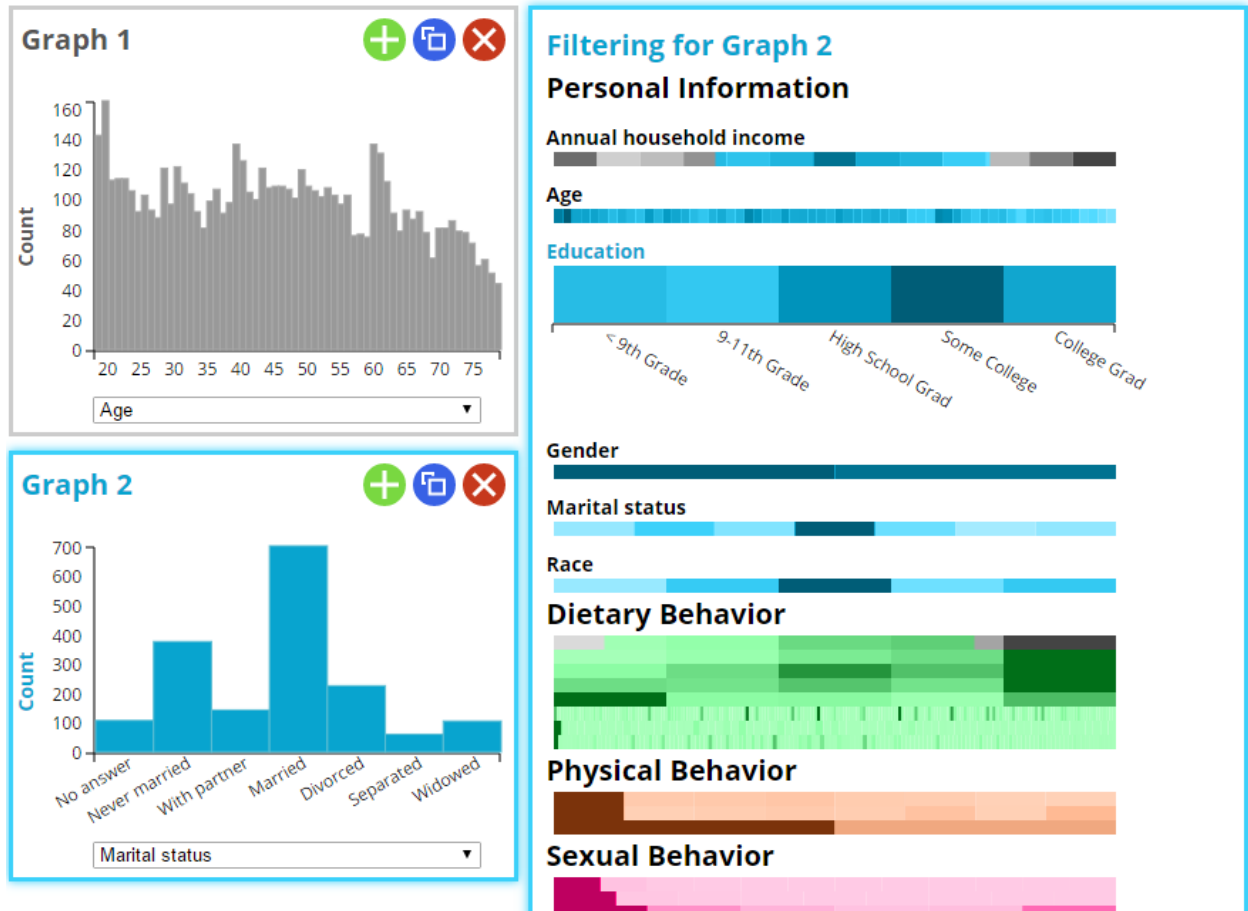 Graph 1
Count
160
140
120
100
80
60
40
20
0
20 25 30 35 40 45 50 55 60 65 70 75
Age
Graph 2
Count
700
600
500
400
300
200
100
0
No answer
Never married
With partner
Married
Divorced
Separated
Widowed
Marital status
Filtering for Graph 2
Personal Information
Annual household income
Age
Education
< 9th Grade
9-11th Grade
High School Grad
Some College
College Grad
Gender
Marital status
Race
Dietary Behavior
Physical Behavior
Sexual Behavior